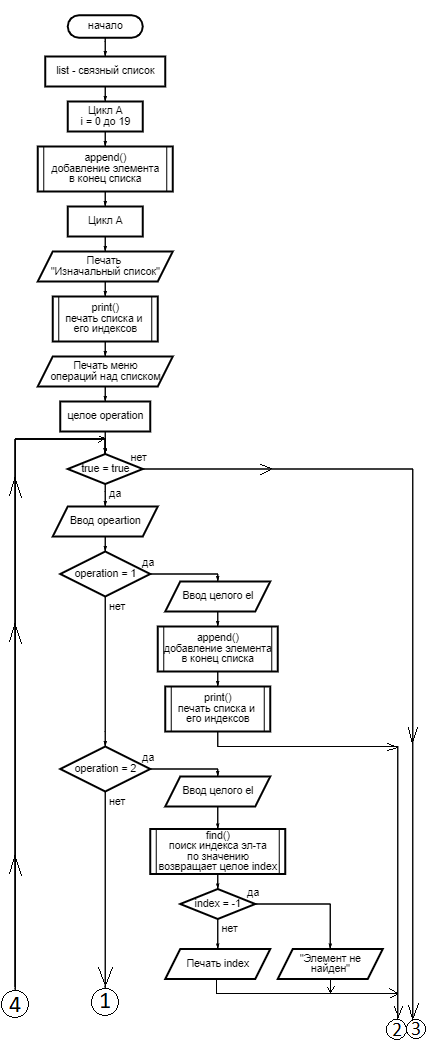 начало
list - связный список
Цикл А
i = 0 до 19
append()
добавление элемента
в конец списка
Цикл А
Печать
"Изначальный список"
print()
печать списка и
его индексов
Печать меню
операций над списком
целое operation
true = true
нет
да
Ввод opeartion
operation = 1
да
нет
Ввод целого el
append()
добавление элемента
в конец списка
print()
печать списка и
его индексов
operation = 2
да
нет
Ввод целого el
find()
поиск индекса эл-та
по значению
возвращает целое index
index = -1
да
нет
Печать index
"Элемент не
найден"
4
1
2
3